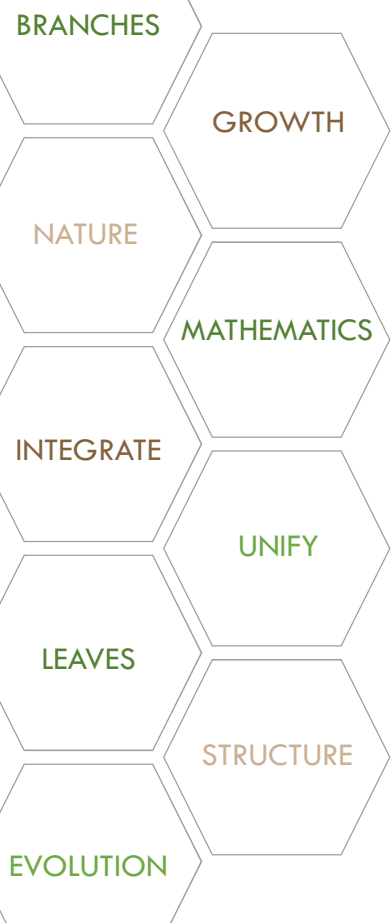 BRANCHES
GROWTH
NATURE
MATHEMATICS
INTEGRATE
UNIFY
LEAVES
STRUCTURE
EVOLUTION